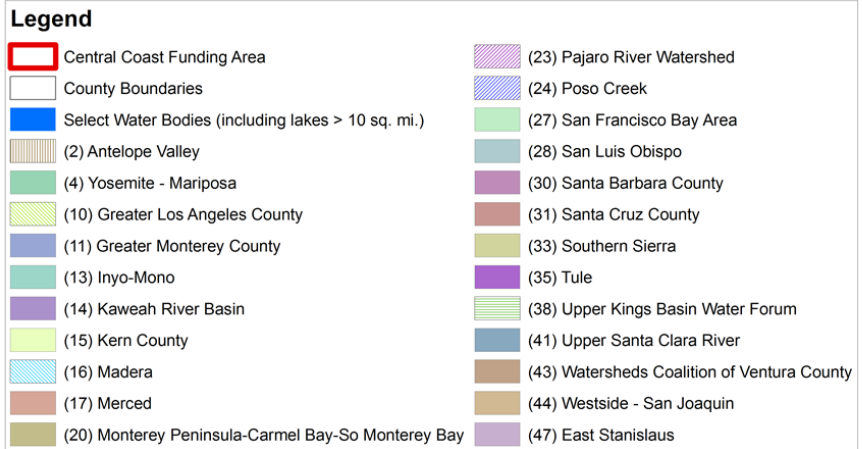 Legend
Central Coast Funding Area
County Boundaries
Select Water Bodies (including lakes > 10 sq. mi.)
(2) Antelope Valley
(4) Yosemite - Mariposa
(10) Greater Los Angeles County
(11) Greater Monterey County
(13) Inyo-Mono
(14) Kaweah River Basin
(15) Kern County
(16) Madera
(17) Merced
(20) Monterey Peninsula-Carmel Bay-So Monterey Bay
(23) Pajaro River Watershed
(24) Poso Creek
(27) San Francisco Bay Area
(28) San Luis Obispo
(30) Santa Barbara County
(31) Santa Cruz County
(33) Southern Sierra
(35) Tule
(38) Upper Kings Basin Water Forum
(41) Upper Santa Clara River
(43) Watersheds Coalition of Ventura County
(44) Westside - San Joaquin
(47) East Stanislaus